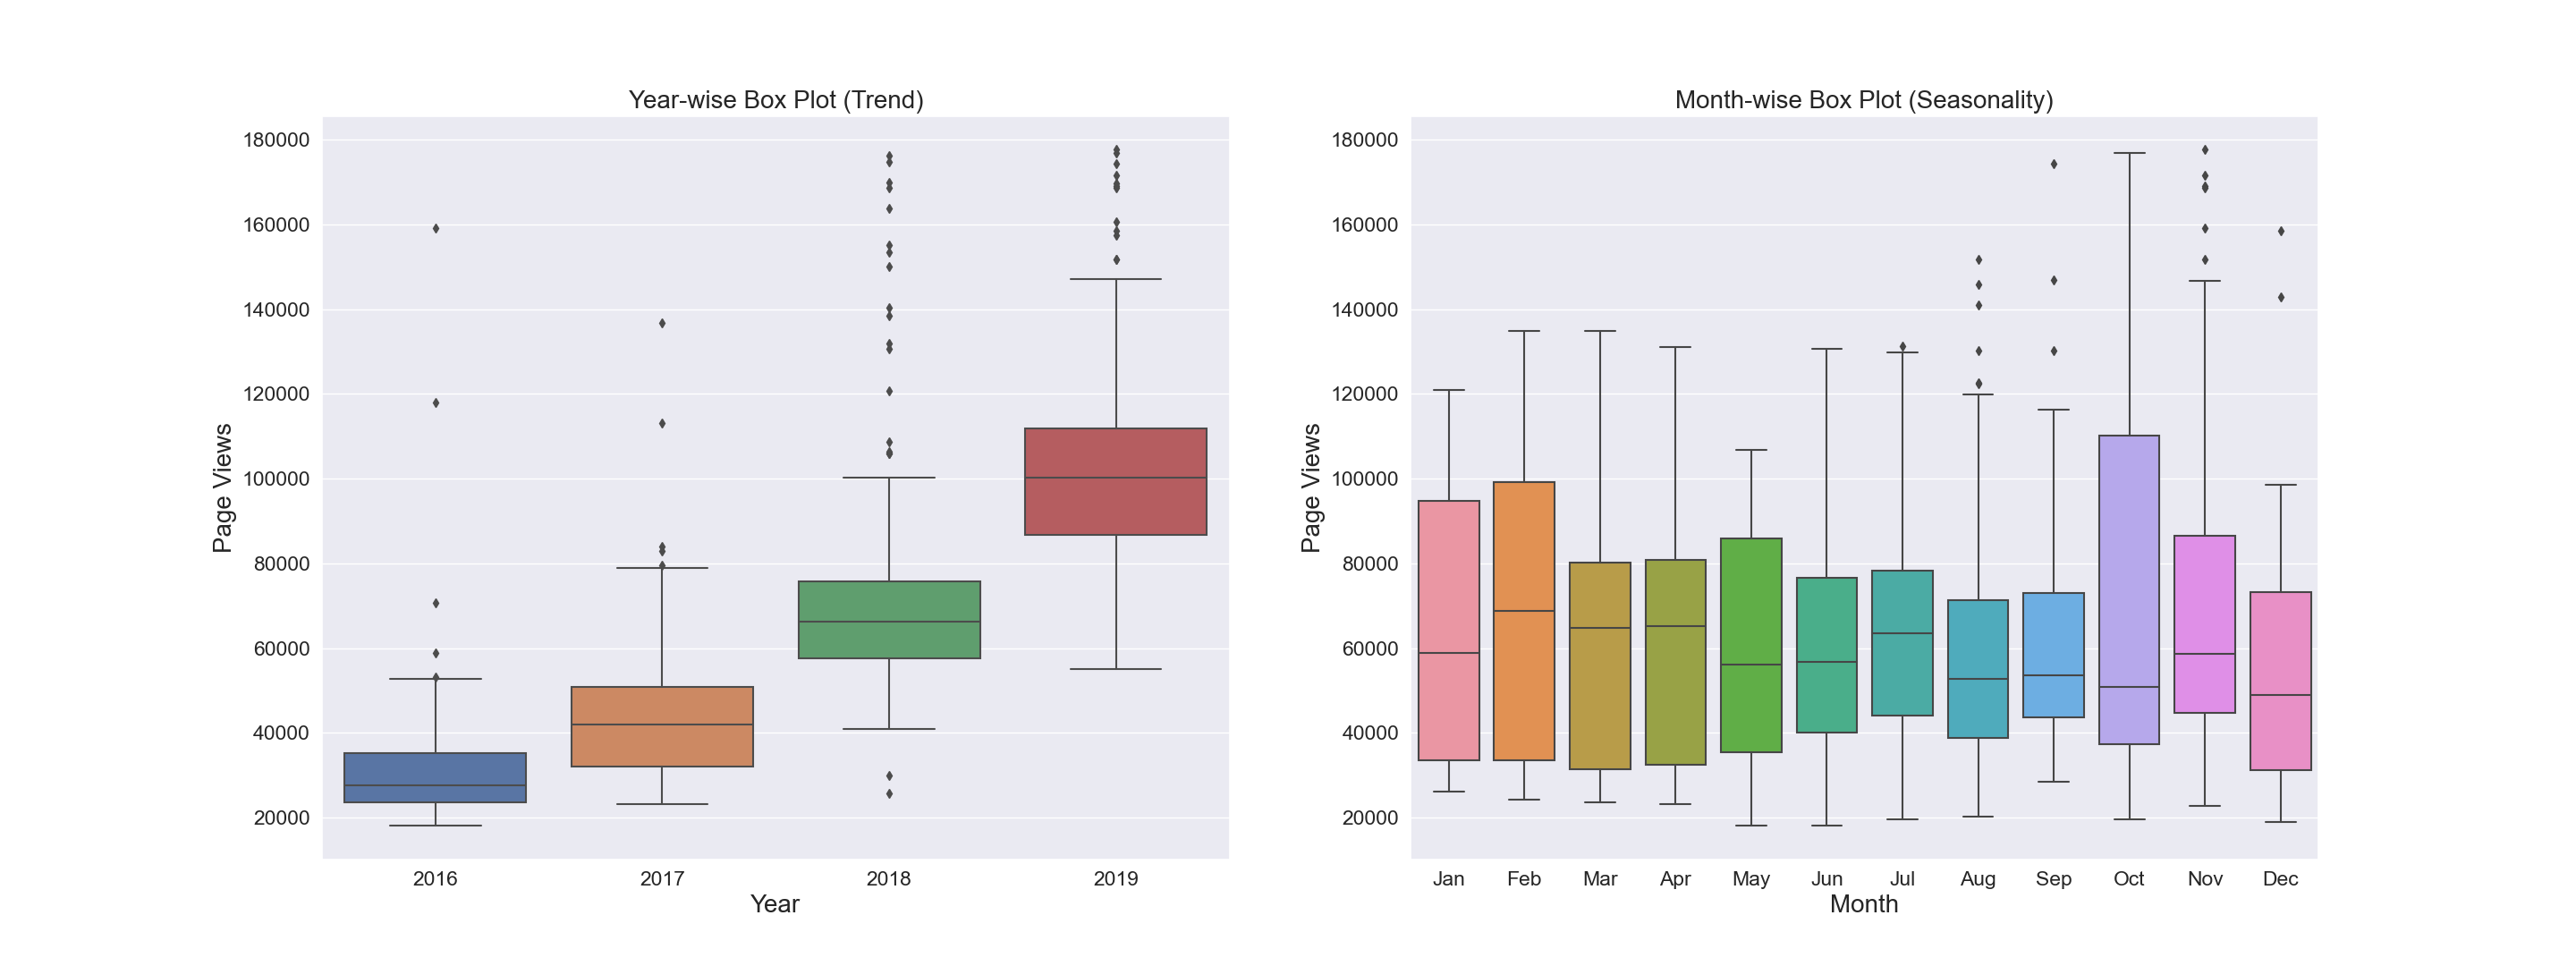 Year-wise Box Plot (Trend)
180000
160000
140000
120000
100000
80000
60000
40000
20000
Page Views
2016 2017 2018 2019
Year
Month-wise Box Plot (Seasonality)
180000
160000
140000
120000
100000
80000
60000
40000
20000
Page Views
Jan Feb Mar Apr May Jun Jul Aug Sep Oct Nov Dec
Month